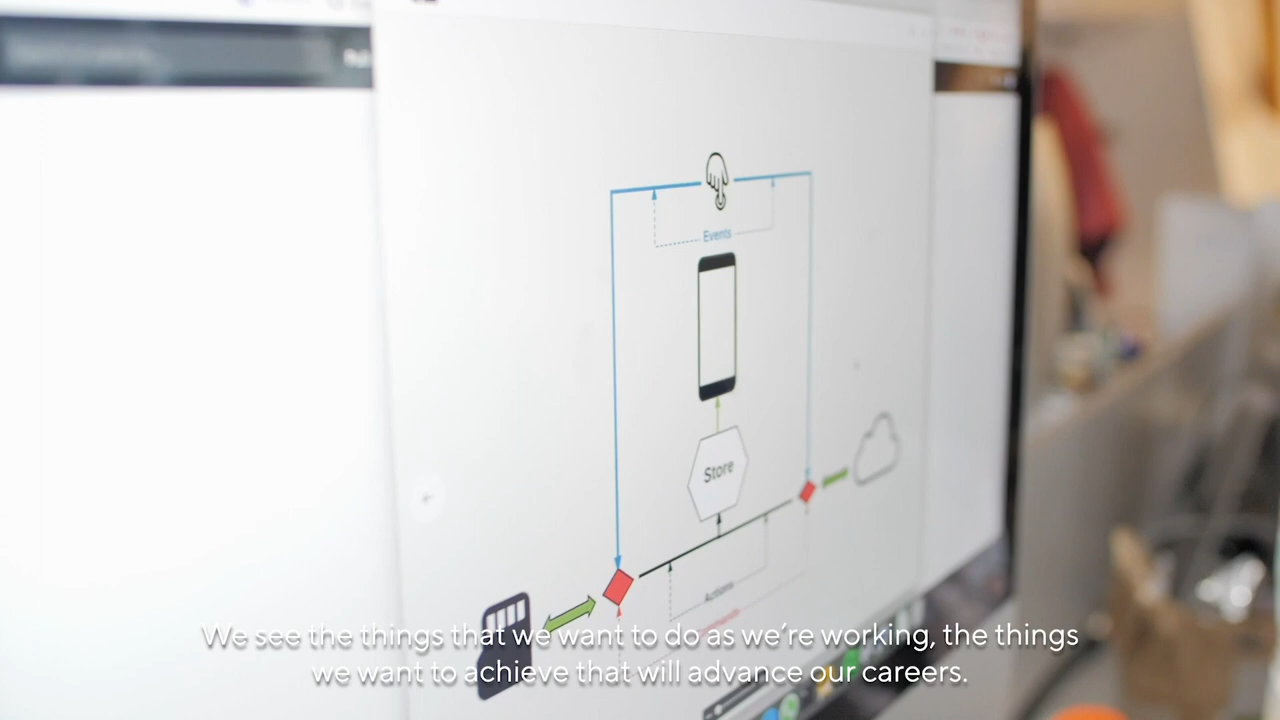 Events
Store
Actions
We see the things that we want to do as we're working, the things
we want to achieve that will advance our careers.